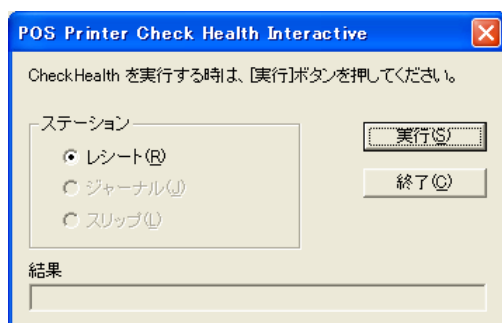 POS Printer Check Health Interactive
CheckHealth を実行する時は、[実行]ボタンを押してください。
ステーション
レシート(R)
ジャーナル(J)
スリップ(L)
実行(S)
終了(C)
結果